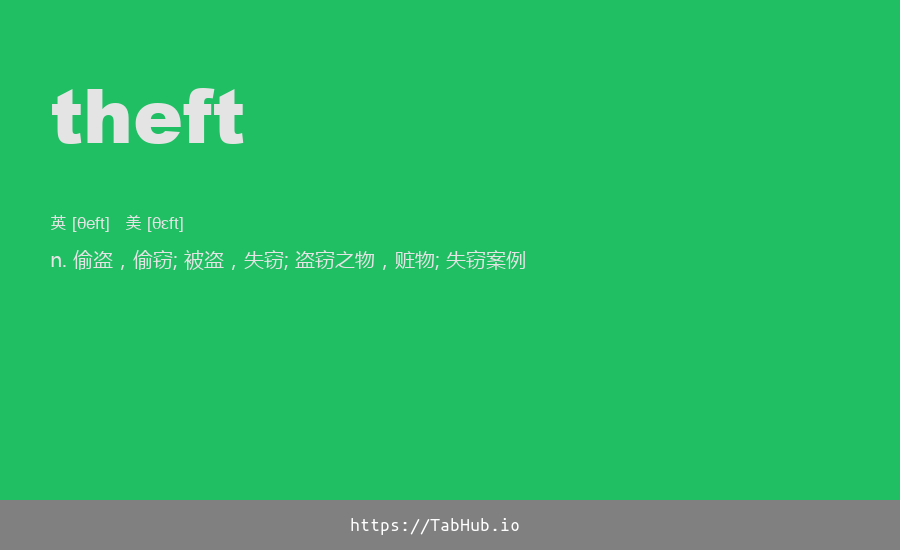 theft
英 [θeft] 美 [θɛft]
n. 偷盗，偷窃; 被盗，失窃; 盗窃之物，赃物; 失窃案例
https://TabHub.io